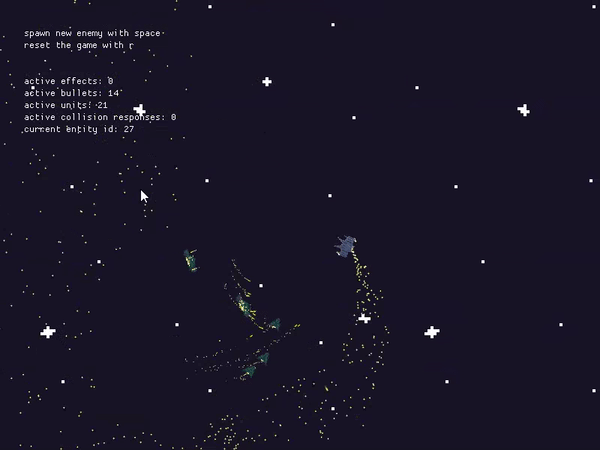 spawn new enemy with space
reset the game with r
active effects: 0
active bullets: 14
active units: 21
active collision responses: 0
current entity id: 27